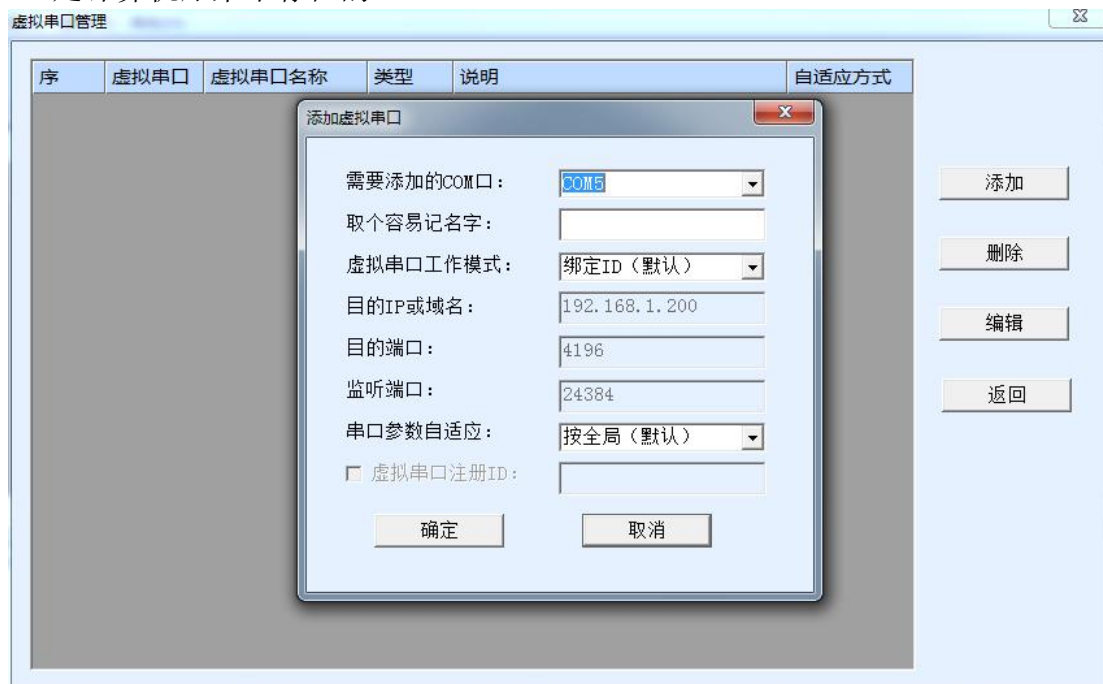 虚拟串口管理
序 虚拟串口 虚拟串口名称 类型 说明 自适应方式
添加虚拟串口
需要添加的COM口： COM5
取个容易记名字：
虚拟串口工作模式： 绑定ID（默认）
目的IP或域名： 192.168.1.200
目的端口： 4196
监听端口： 24384
串口参数自适应： 按全局（默认）
虚拟串口注册ID：
确定 取消
添加
删除
编辑
返回